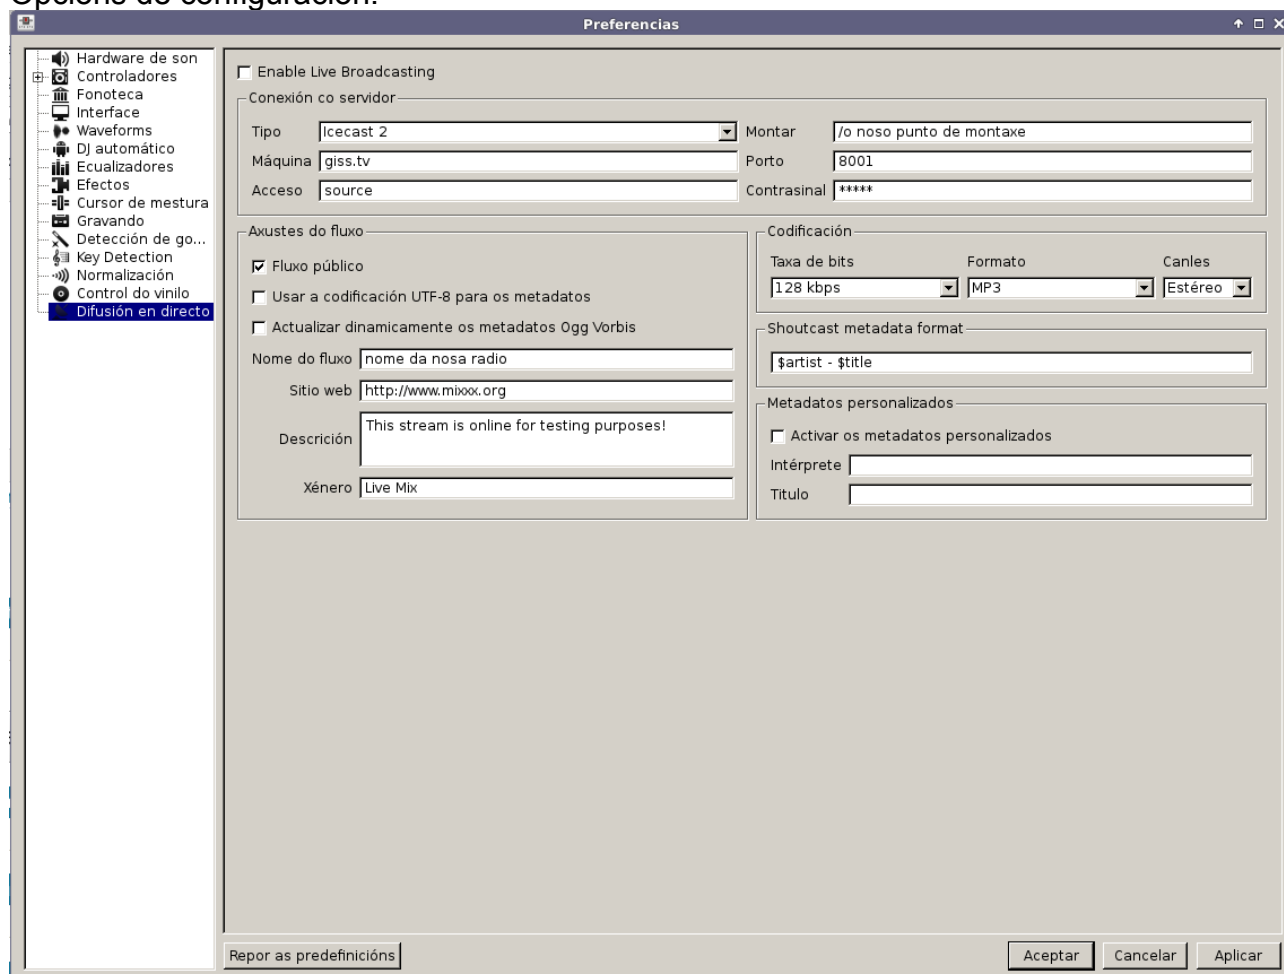 Opcións de configuración:
Preferencias
Hardware de son
Controladores
Fonoteca
Interface
Waveforms
DJ automático
Ecualizadores
Efectos
Cursor de mestura
Gravando
Detección de go...
Key Detection
Normalización
Control do vinilo
Difusión en directo
Enable Live Broadcasting
Conexión co servidor
Tipo Icecast 2 Montar /o noso punto de montaxe
Máquina giss.tv Porto 8001
Acceso source Contrasinal *****
Axustes do fluxo
Fluxo público
Usar a codificación UTF-8 para os metadatos
Actualizar dinamicamente os metadatos Ogg Vorbis
Nome do fluxo nome da nosa radio
Sitio web http://www.mixxx.org
Descrición This stream is online for testing purposes!
Xénero Live Mix
Codificación
Taxa de bits Formato Canles
128 kbps MP3 Estéreo
Shoutcast metadata format
$artist - $title
Metadatos personalizados
Activar os metadatos personalizados
Intérprete
Titulo
Repor as predefinicións Aceptar Cancelar Aplicar